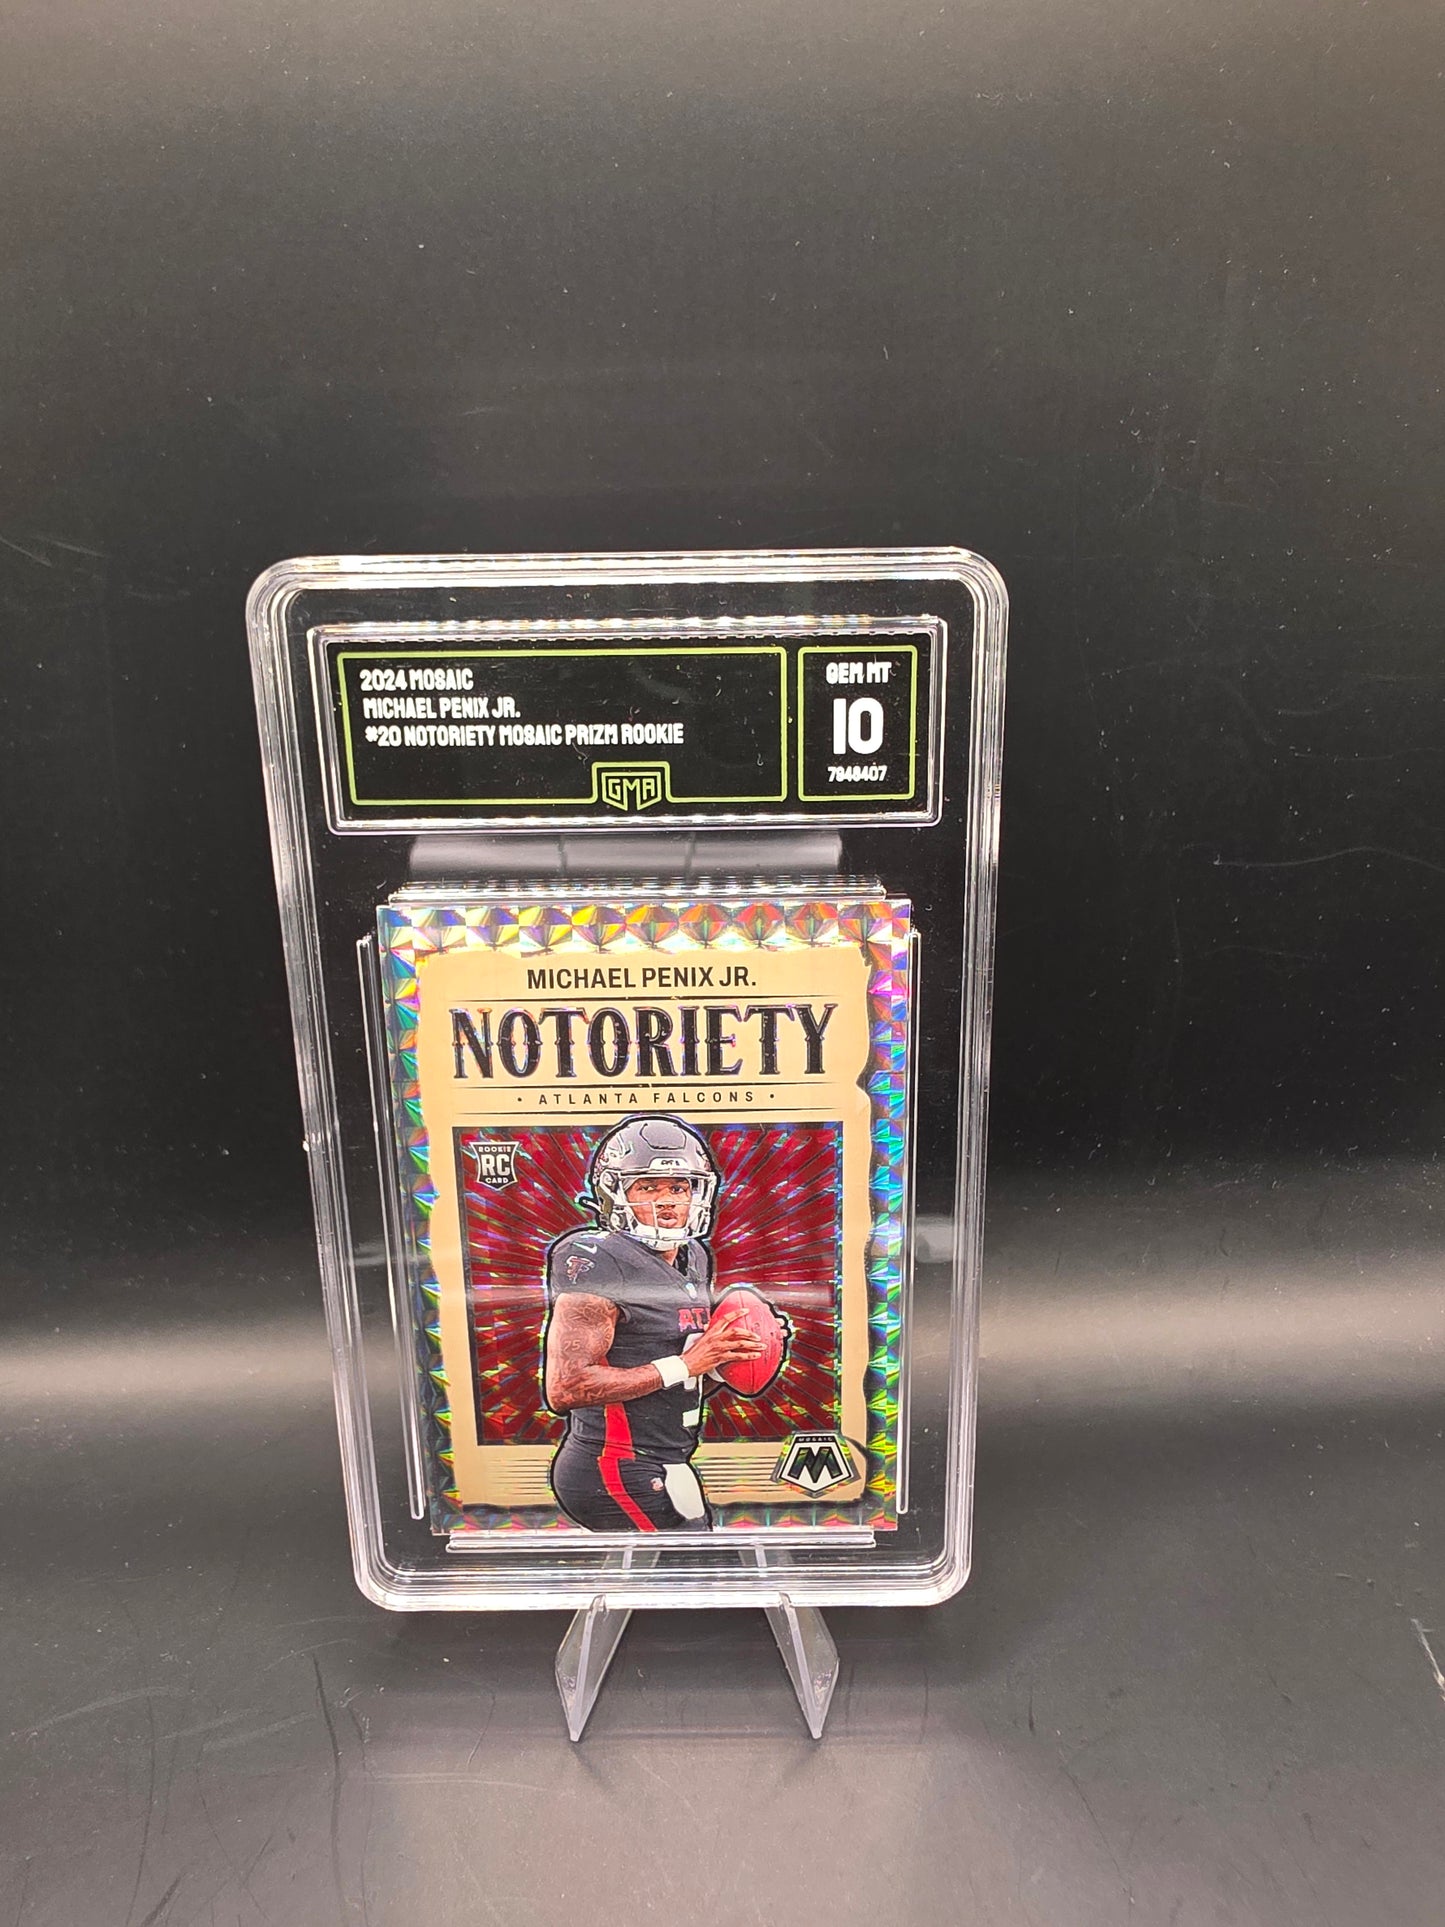 2024 MOSAIC
MICHAEL PENIX JR.
#20 NOTORIETY MOSAIC PRIZM ROOKIE
GMA
GEM MT
10
7948407
MICHAEL PENIX JR.
NOTORIETY
• ATLANTA FALCONS •
ROOKIE
RC
CARD
ATL
MOSAIC
M